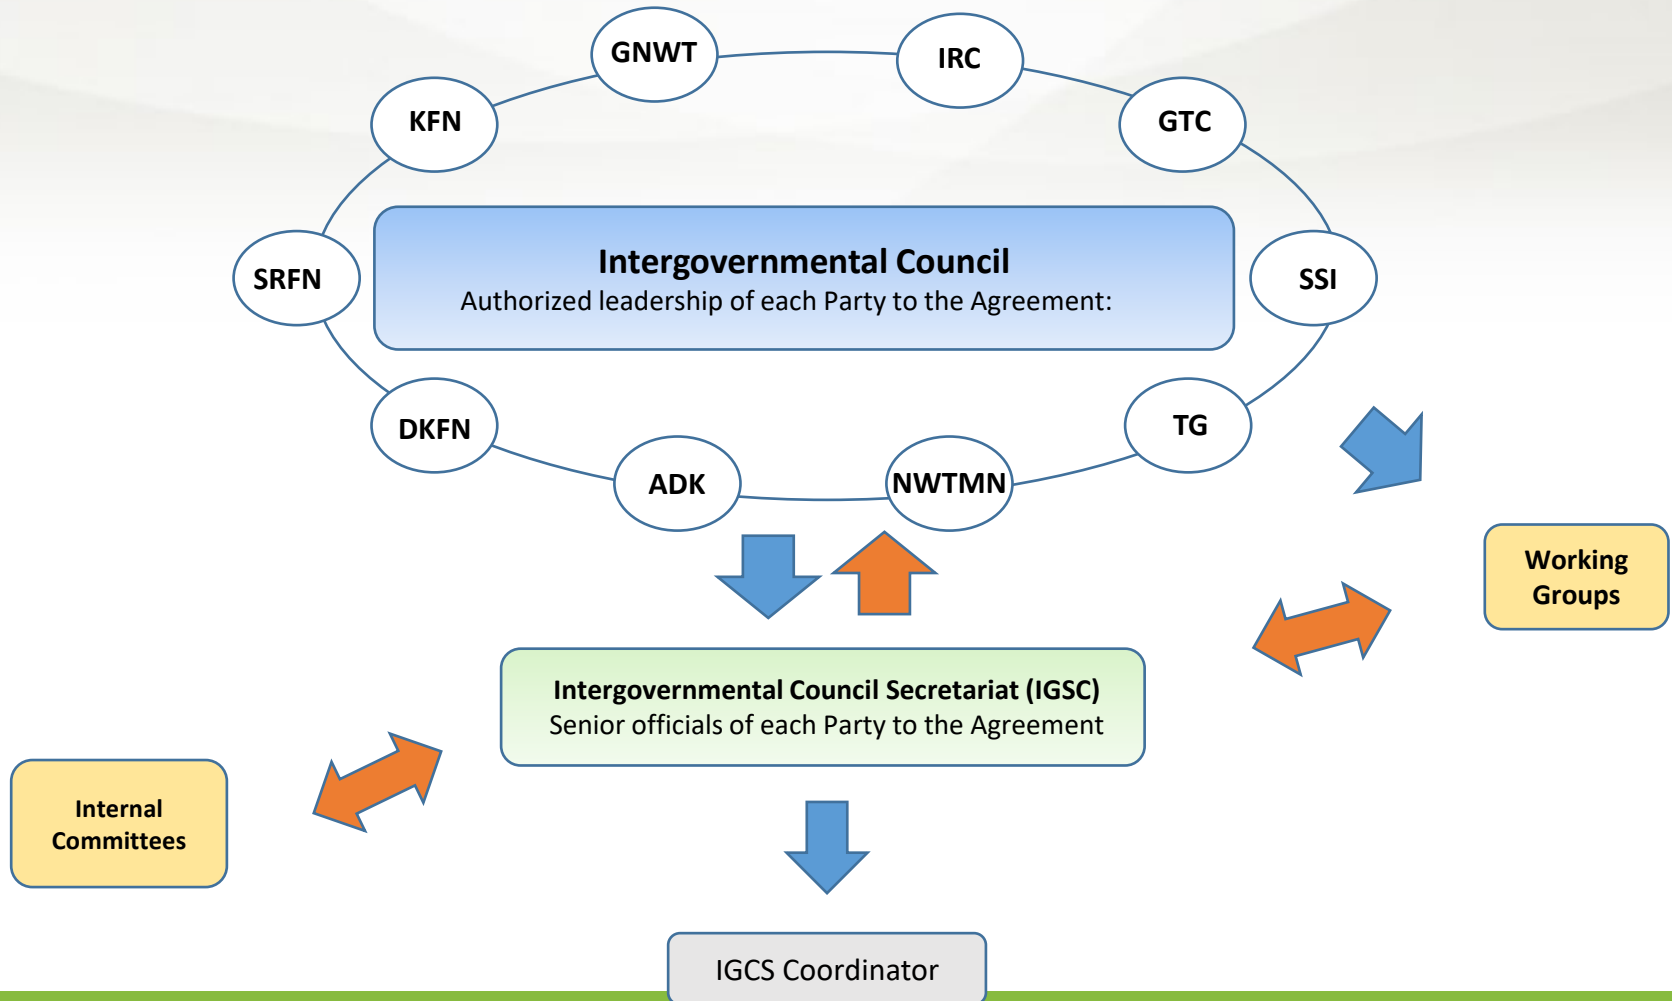 GNWT
IRC
KFN
GTC
Intergovernmental Council
Authorized leadership of each Party to the Agreement:
SRFN
SSI
DKFN
TG
ADK
NWTMN
Working
Groups
Intergovernmental Council Secretariat (IGSC)
Senior officials of each Party to the Agreement
Internal
Committees
IGCS Coordinator